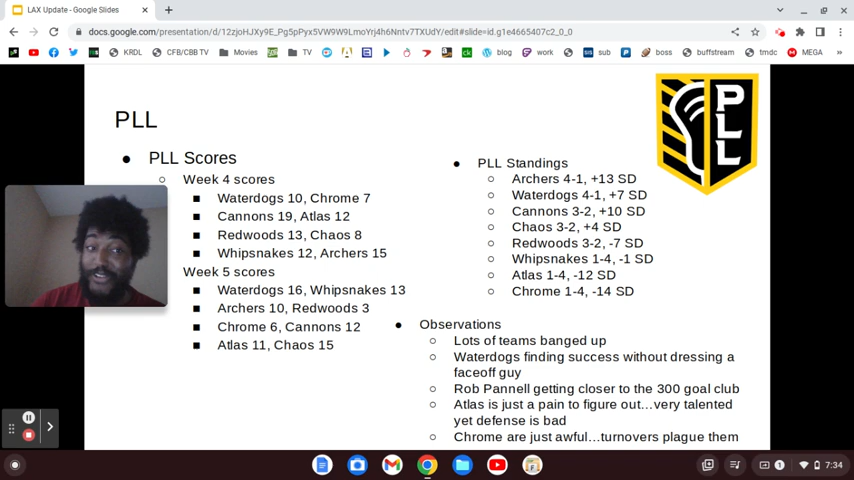 LAX Update - Google Slides
docs.google.com/presentation/d/12zjoHJXy9E_Pg5pPyx5VW9W9LmoYrj4h6Nntv7TXUdY/edit#slide=id.g1e4665407c2_0_0
KRDL
CFB/CBB TV
Movies
TV
blog
work
sub
boss
buffstream
tmdc
MEGA
»
PLL
PLL
● PLL Scores
○ Week 4 scores
■ Waterdogs 10, Chrome 7
■ Cannons 19, Atlas 12
■ Redwoods 13, Chaos 8
■ Whipsnakes 12, Archers 15
Week 5 scores
■ Waterdogs 16, Whipsnakes 13
■ Archers 10, Redwoods 3
■ Chrome 6, Cannons 12
■ Atlas 11, Chaos 15
● PLL Standings
○ Archers 4-1, +13 SD
○ Waterdogs 4-1, +7 SD
○ Cannons 3-2, +10 SD
○ Chaos 3-2, +4 SD
○ Redwoods 3-2, -7 SD
○ Whipsnakes 1-4, -1 SD
○ Atlas 1-4, -12 SD
○ Chrome 1-4, -14 SD
● Observations
○ Lots of teams banged up
○ Waterdogs finding success without dressing a
faceoff guy
○ Rob Pannell getting closer to the 300 goal club
○ Atlas is just a pain to figure out…very talented
yet defense is bad
○ Chrome are just awful…turnovers plague them
1
7:34